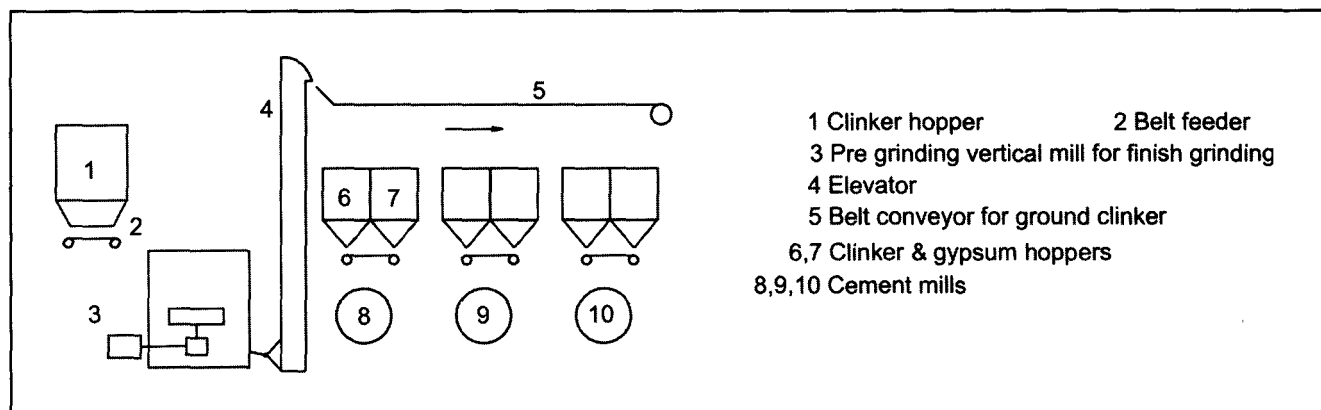 4
5
1 Clinker hopper 2 Belt feeder
3 Pre grinding vertical mill for finish grinding
1
6 7
4 Elevator
2
5 Belt conveyor for ground clinker
6,7 Clinker & gypsum hoppers
8,9,10 Cement mills
3
8 9 10